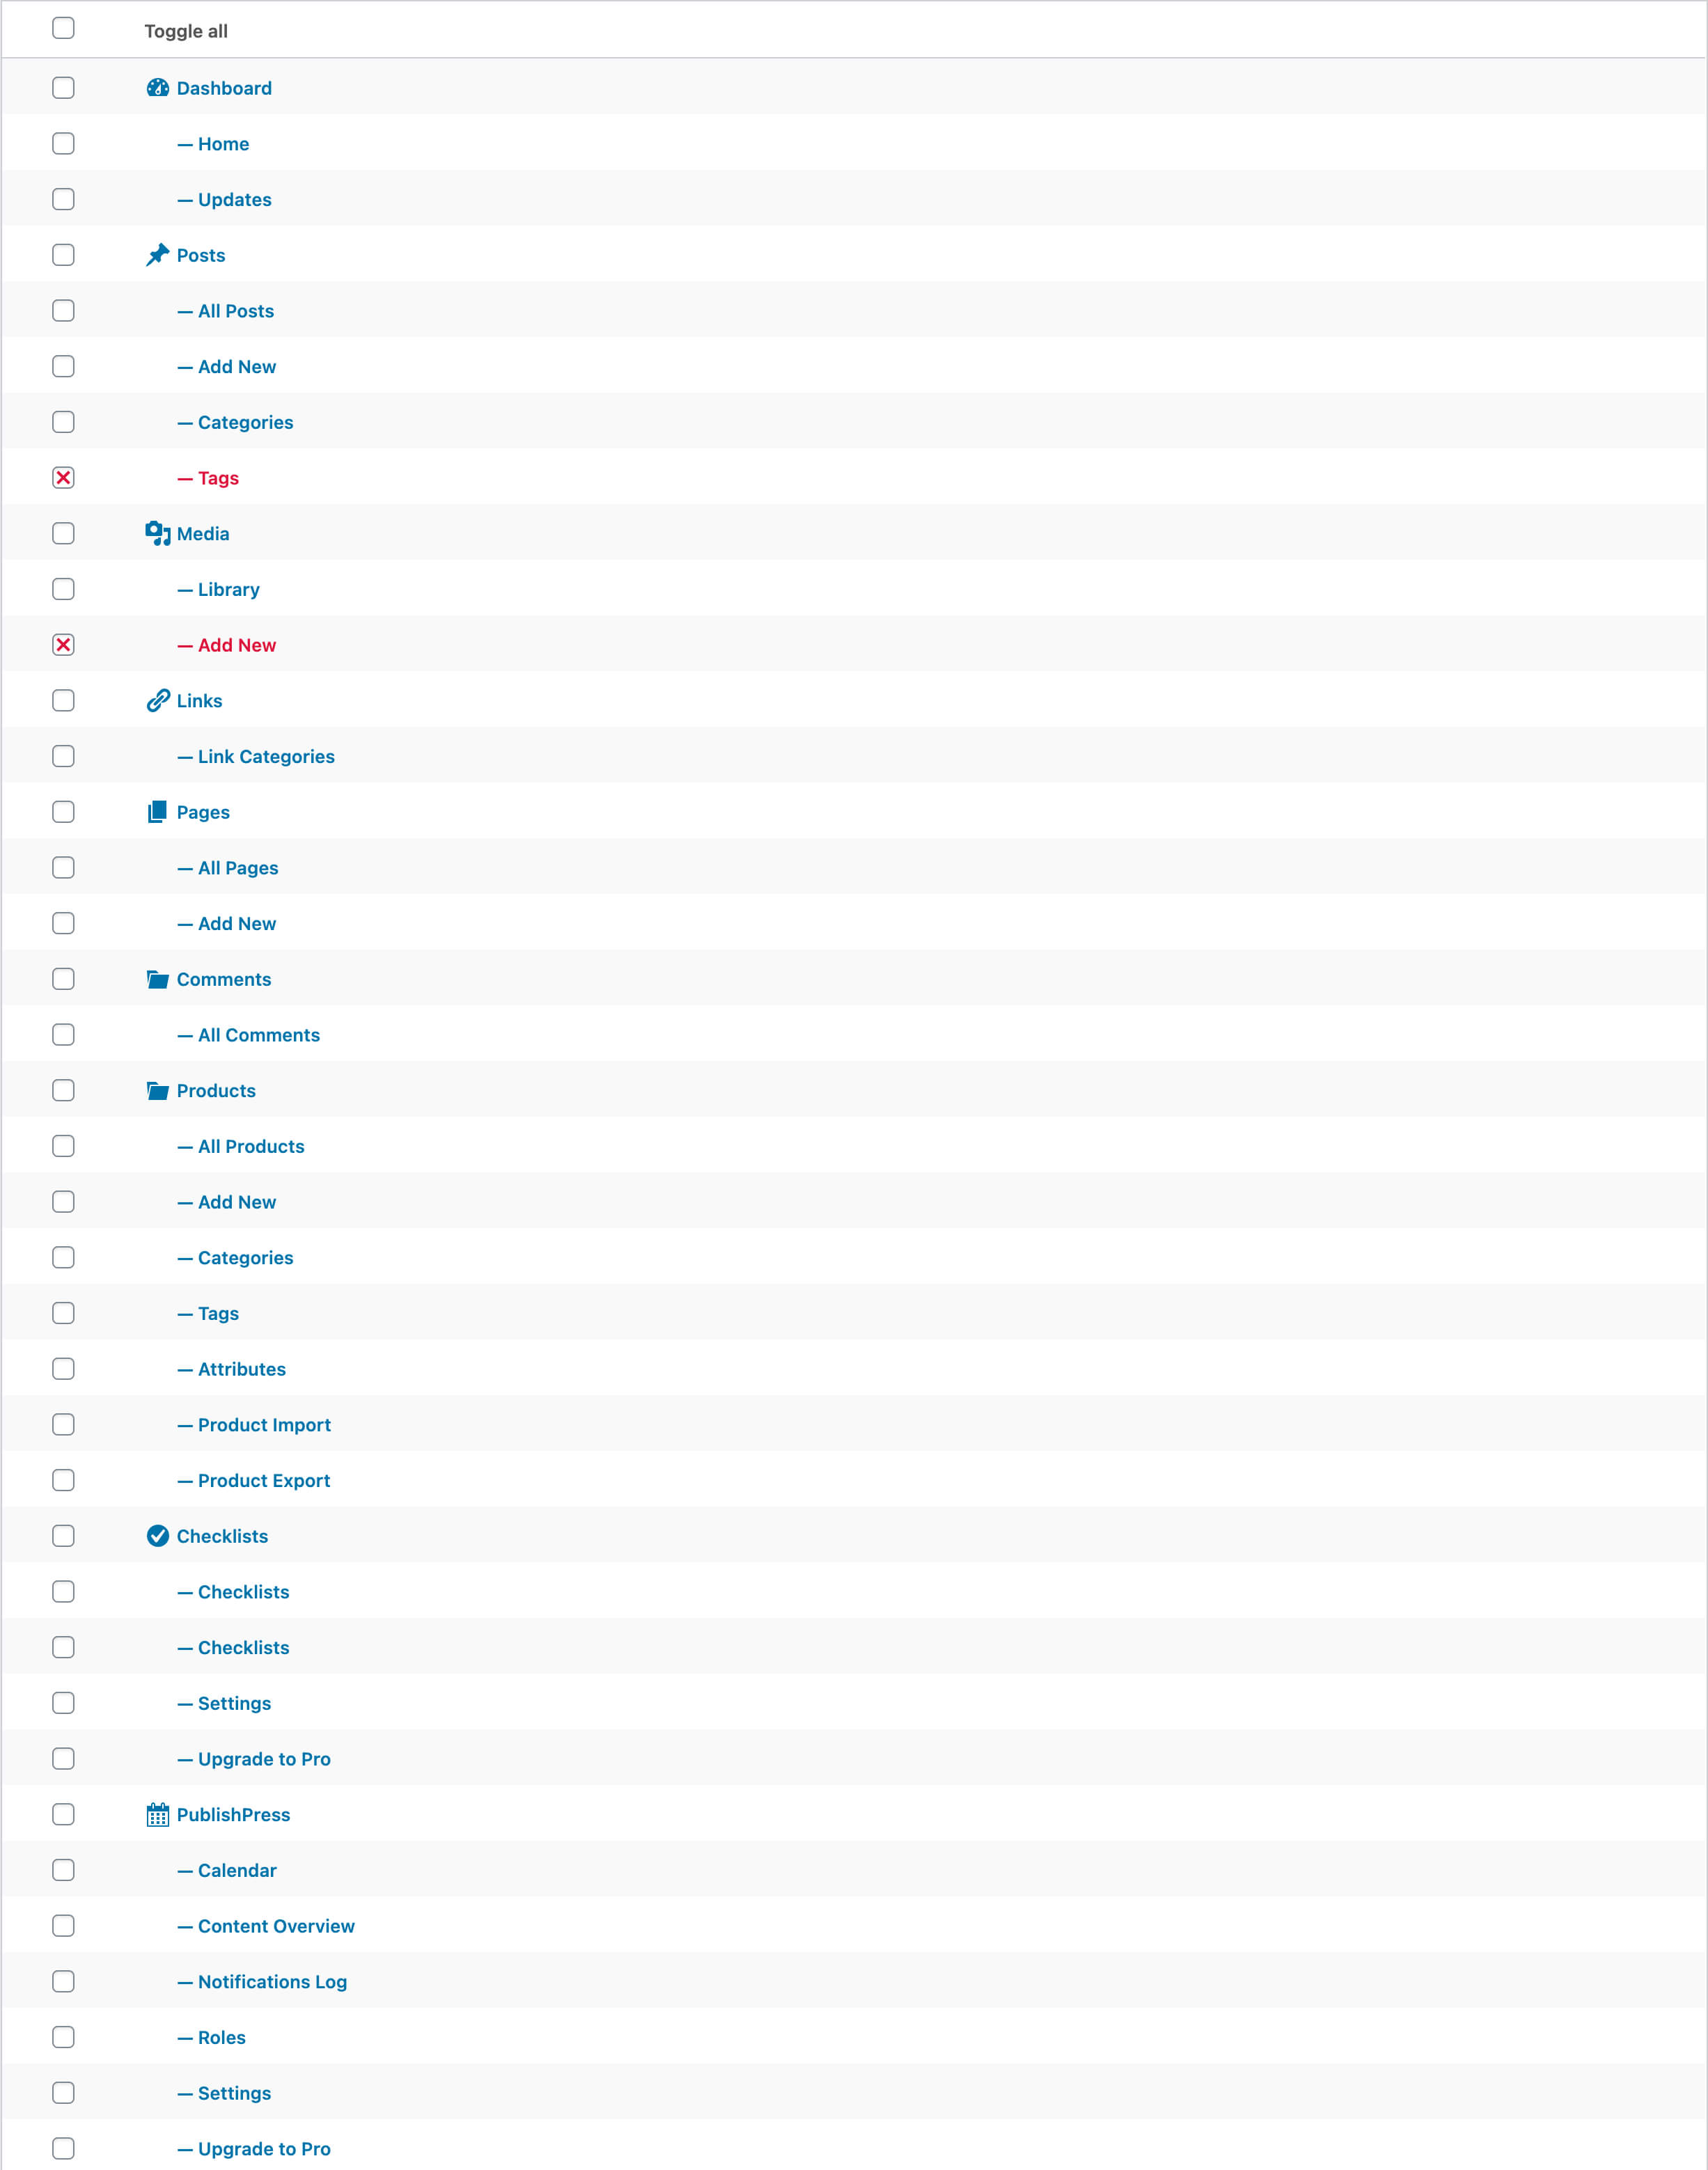 Toggle all
Dashboard
— Home
— Updates
Posts
— All Posts
— Add New
— Categories
— Tags
Media
— Library
— Add New
Links
— Link Categories
Pages
— All Pages
— Add New
Comments
— All Comments
Products
— All Products
— Add New
— Categories
— Tags
— Attributes
— Product Import
— Product Export
Checklists
— Checklists
— Checklists
— Settings
— Upgrade to Pro
PublishPress
— Calendar
— Content Overview
— Notifications Log
— Roles
— Settings
— Upgrade to Pro